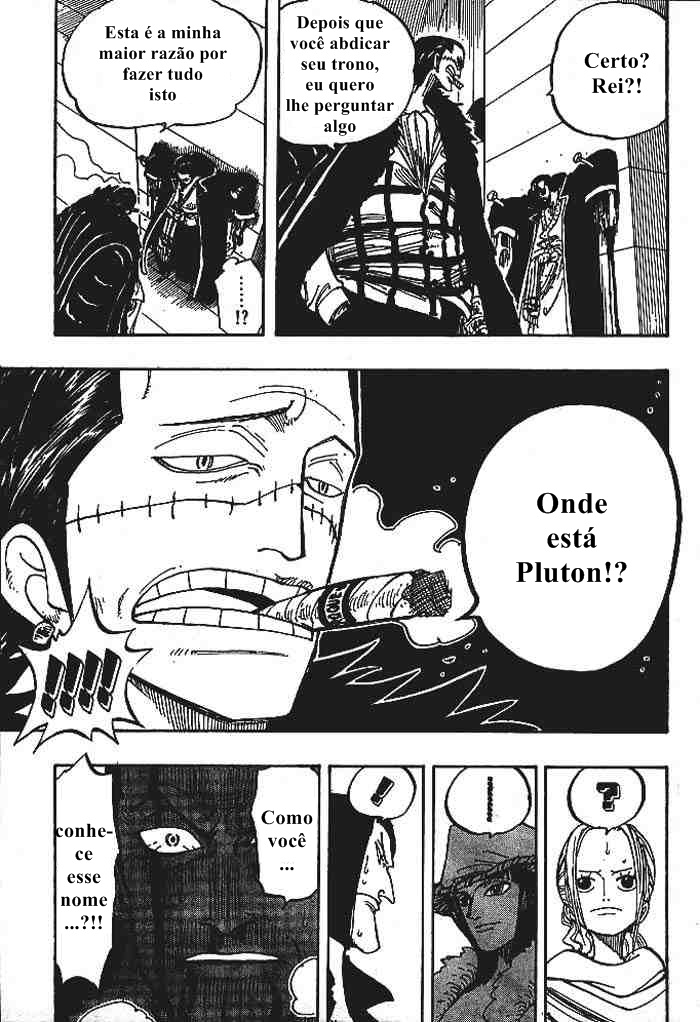 Certo?
Rei?!
Depois que
você abdicar
seu trono,
eu quero
lhe perguntar
algo
Esta é a minha
maior razão por
fazer tudo
isto
......
!?
Onde
está
Pluton!?
!!!!
?
......
!
Como
você
...
conhe-
ce
esse
nome
...?!!